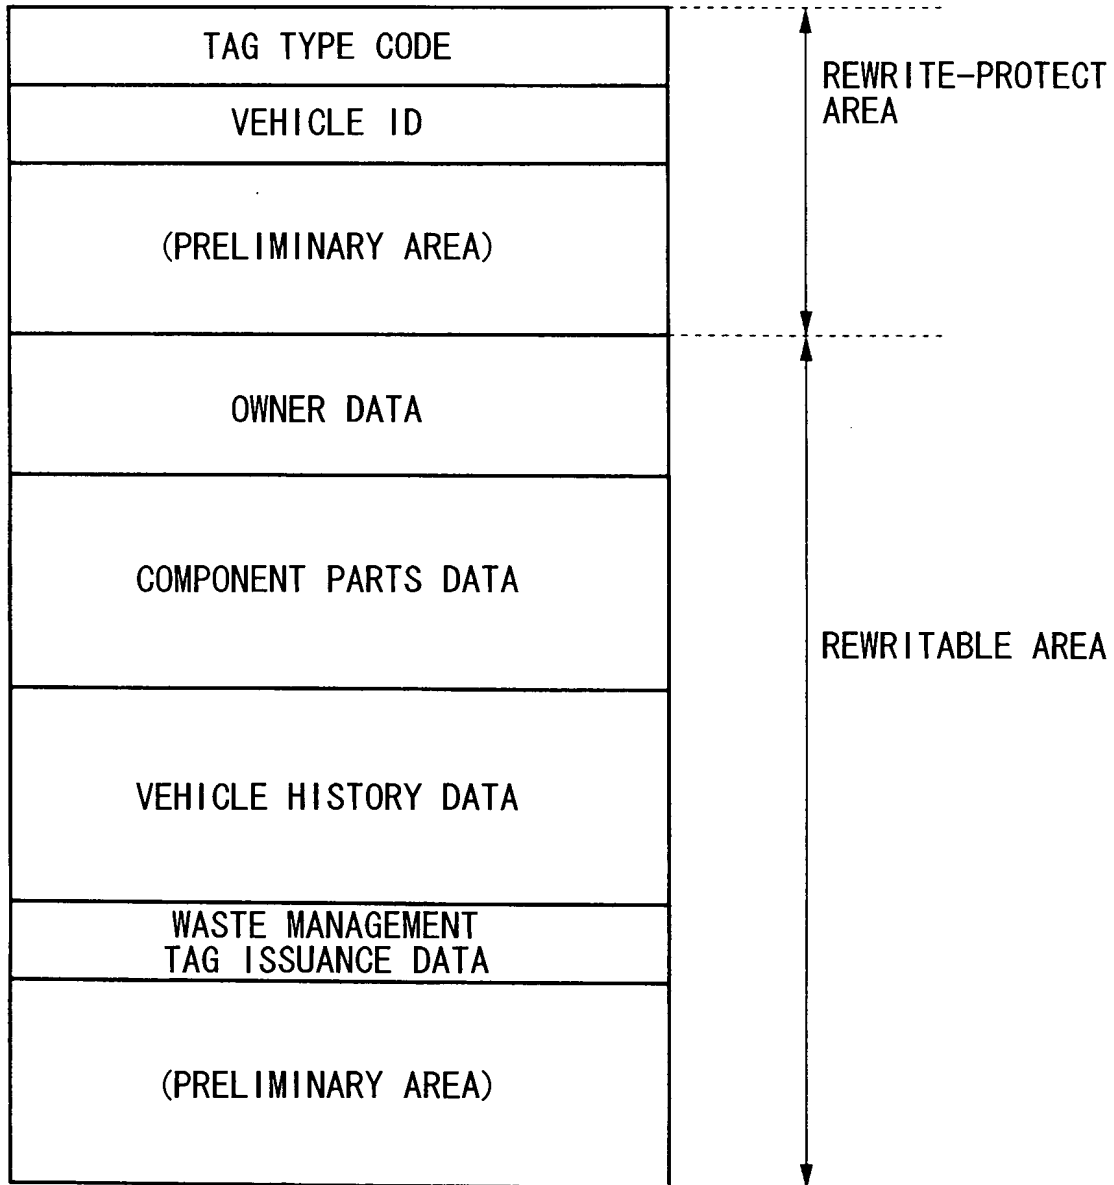 TAG TYPE CODE
REWRITE-PROTECT
AREA
VEHICLE ID
(PRELIMINARY AREA)
OWNER DATA
COMPONENT PARTS DATA
REWRITABLE AREA
VEHICLE HISTORY DATA
WASTE MANAGEMENT
TAG ISSUANCE DATA
(PRELIMINARY AREA)